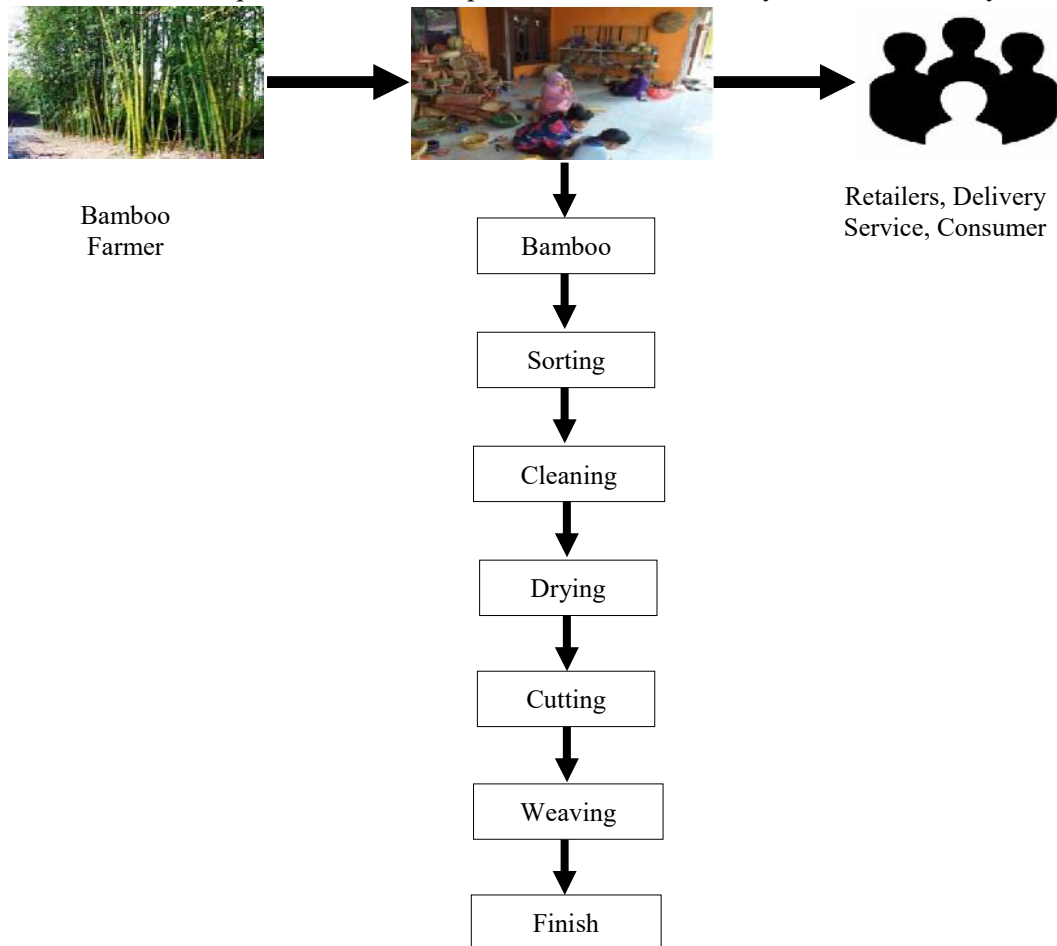 Bamboo
Farmer
Retailers, Delivery
Service, Consumer
Bamboo
Sorting
Cleaning
Drying
Cutting
Weaving
Finish